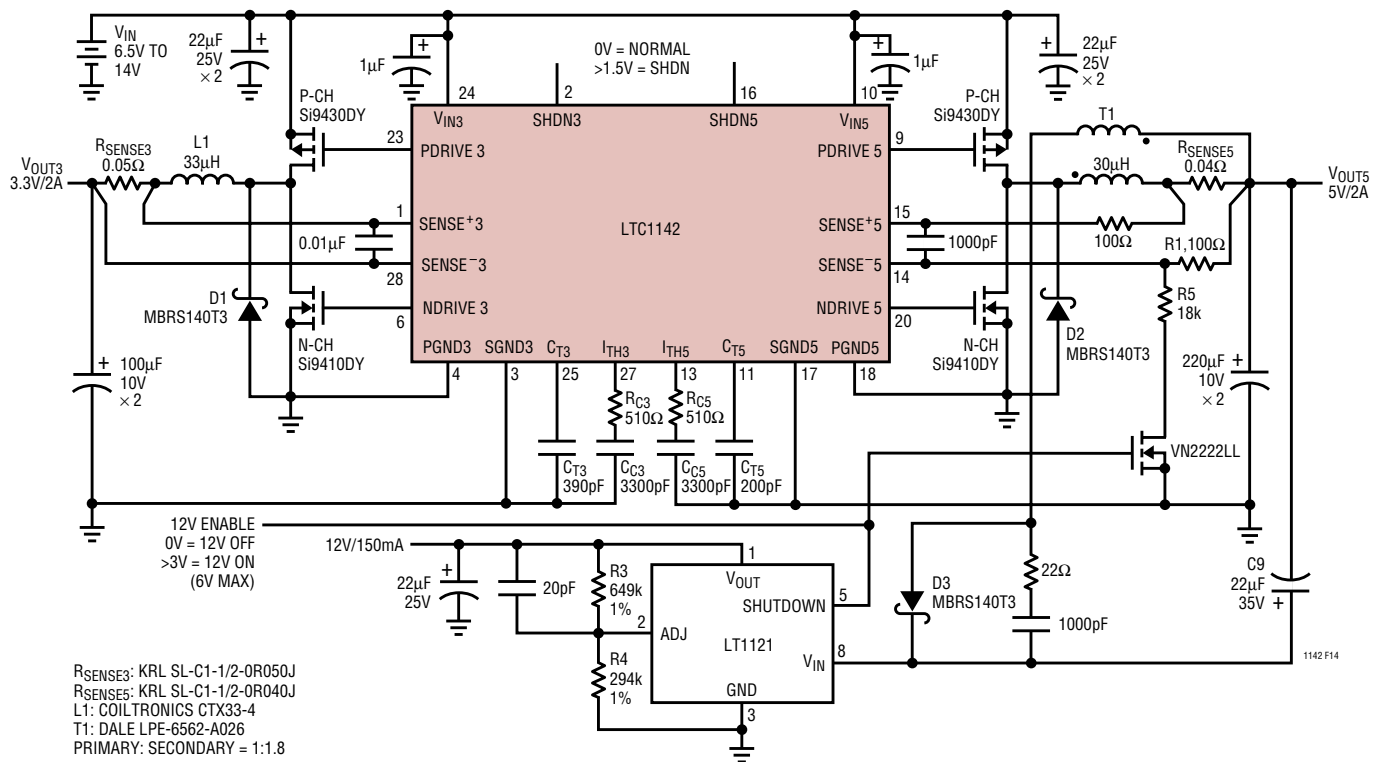 VIN
6.5V TO
14V
22µF
25V
× 2
+
1µF
+
0V = NORMAL
>1.5V = SHDN
+
1µF
+
22µF
25V
× 2
P-CH
Si9430DY
24
2
16
10
P-CH
Si9430DY
T1
VIN3
SHDN3
SHDN5
VIN5
23
PDRIVE 3
PDRIVE 5
9
VOUT3
3.3V/2A
RSENSE3
0.05Ω
L1
33µH
30µH
RSENSE5
0.04Ω
VOUT5
5V/2A
1
SENSE+3
SENSE+5
15
0.01µF
LTC1142
1000pF
100Ω
R1,100Ω
SENSE–3
28
SENSE–5
14
D1
MBRS140T3
NDRIVE 3
6
NDRIVE 5
20
R5
18k
D2
MBRS140T3
N-CH
Si9410DY
N-CH
Si9410DY
PGND3
SGND3
CT3
ITH3
ITH5
CT5
SGND5
PGND5
4
3
25
27
13
11
17
18
+
100µF
10V
× 2
RC3
510Ω
RC5
510Ω
220µF
10V
× 2
+
CT3
390pF
CC3
3300pF
CC5
3300pF
CT5
200pF
VN2222LL
12V ENABLE
0V = 12V OFF
>3V = 12V ON
(6V MAX)
12V/150mA
1
VOUT
22µF
25V
+
20pF
R3
649k
1%
SHUTDOWN
5
D3
MBRS140T3
22Ω
C9
22µF
35V
+
2
ADJ
LT1121
1000pF
R4
294k
1%
VIN
8
GND
3
1142 F14
RSENSE3: KRL SL-C1-1/2-0R050J
RSENSE5: KRL SL-C1-1/2-0R040J
L1: COILTRONICS CTX33-4
T1: DALE LPE-6562-A026
PRIMARY: SECONDARY = 1:1.8